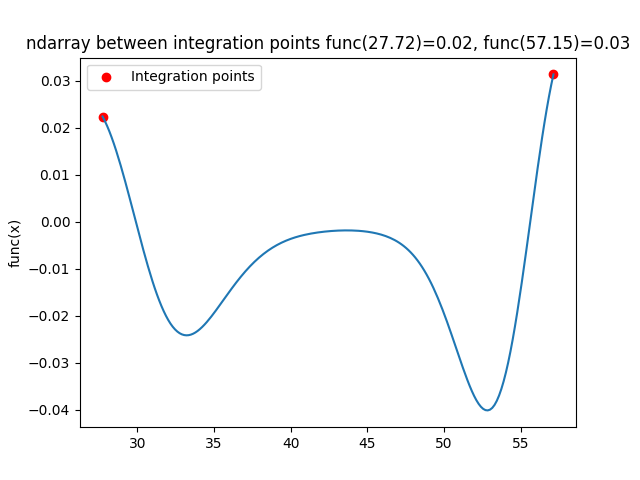 ndarray between integration points func(27.72)=0.02, func(57.15)=0.03
Integration points
func(x)
0.03
0.02
0.01
0.00
−0.01
−0.02
−0.03
−0.04
30 35 40 45 50 55